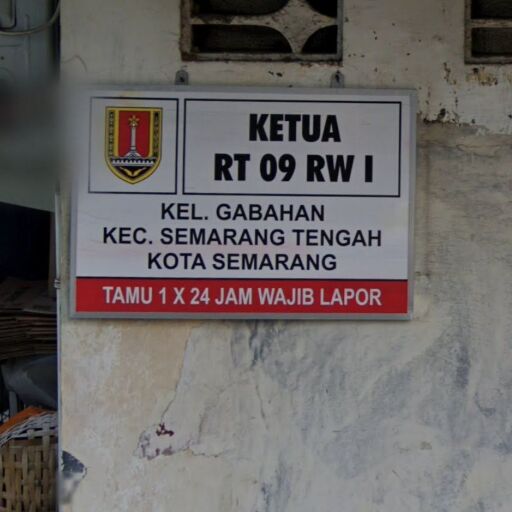 KETUA
RT 09 RW I
KEL. GABAHAN
KEC. SEMARANG TENGAH
KOTA SEMARANG
TAMU 1 X 24 JAM WAJIB LAPOR